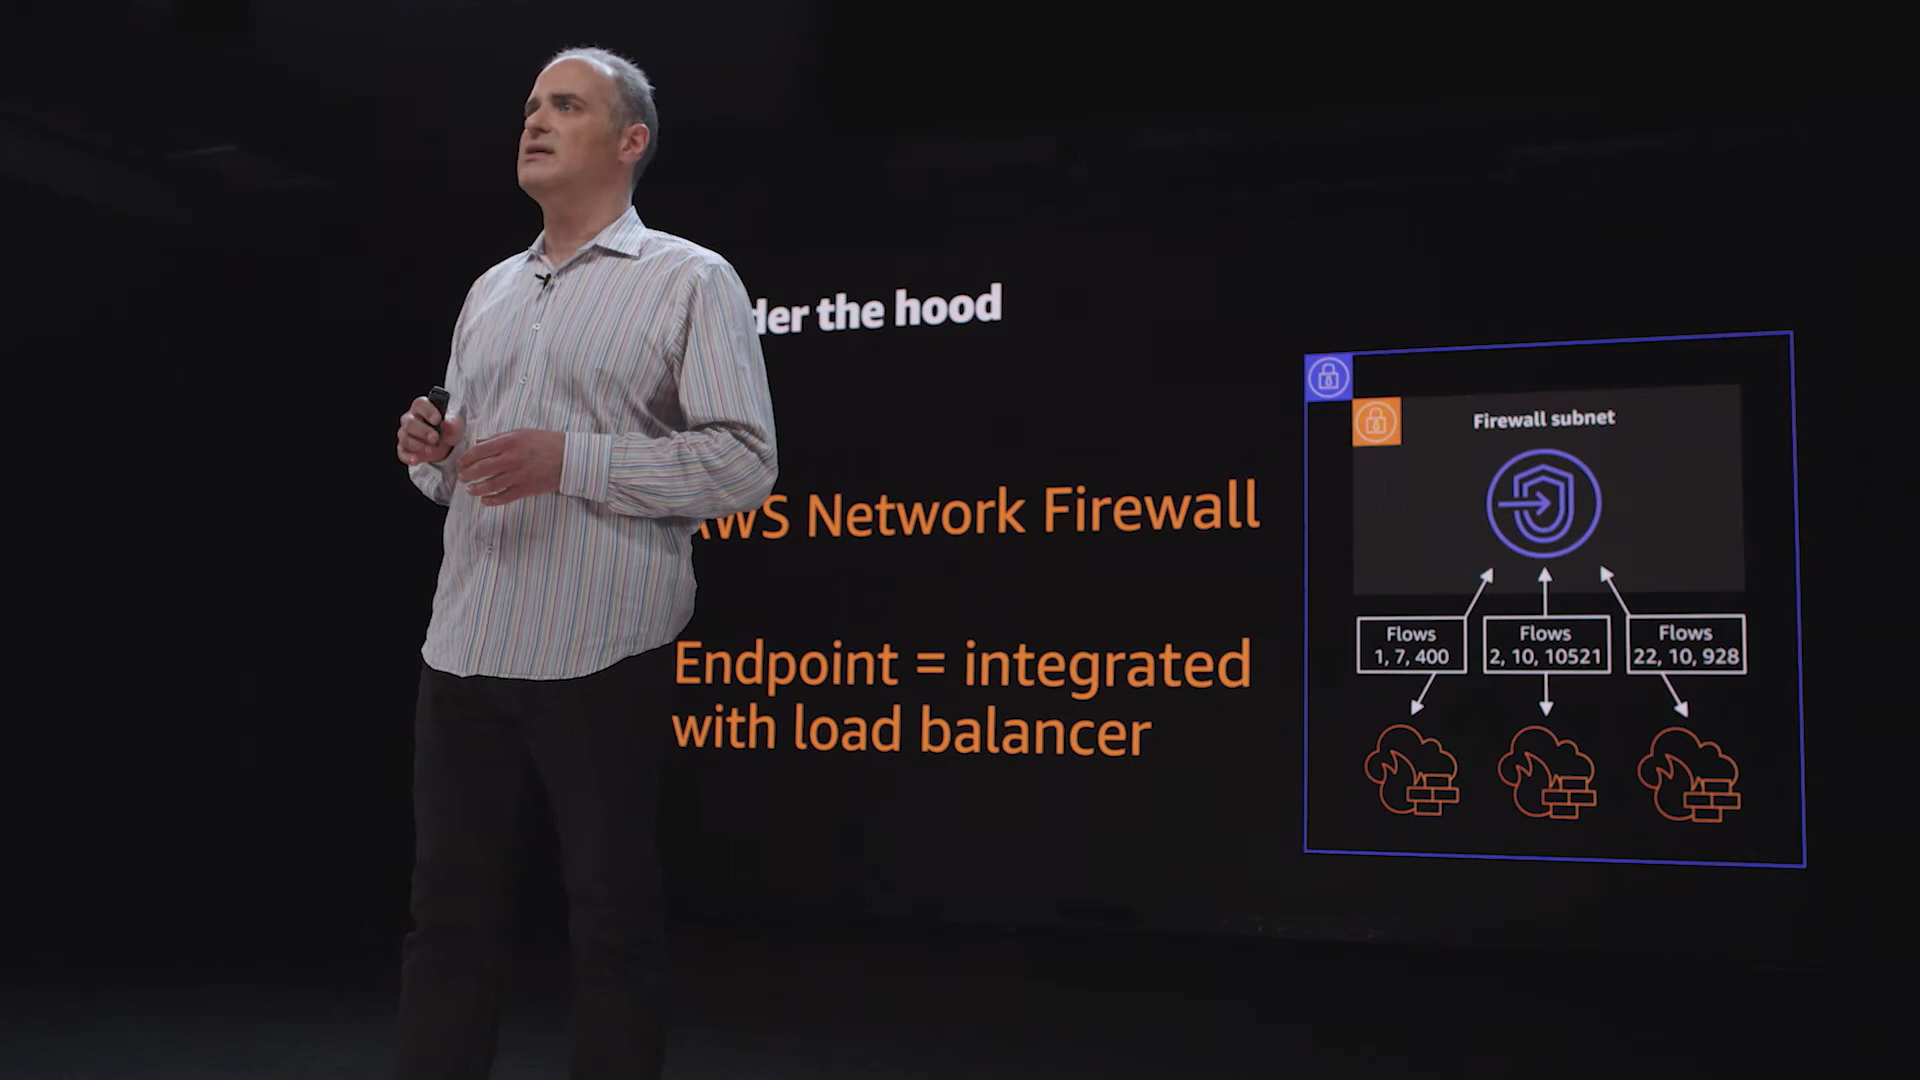 der the hood
AWS Network Firewall
Endpoint = integrated
with load balancer
Firewall subnet
Flows
1, 7, 400
Flows
2, 10, 10521
Flows
22, 10, 928